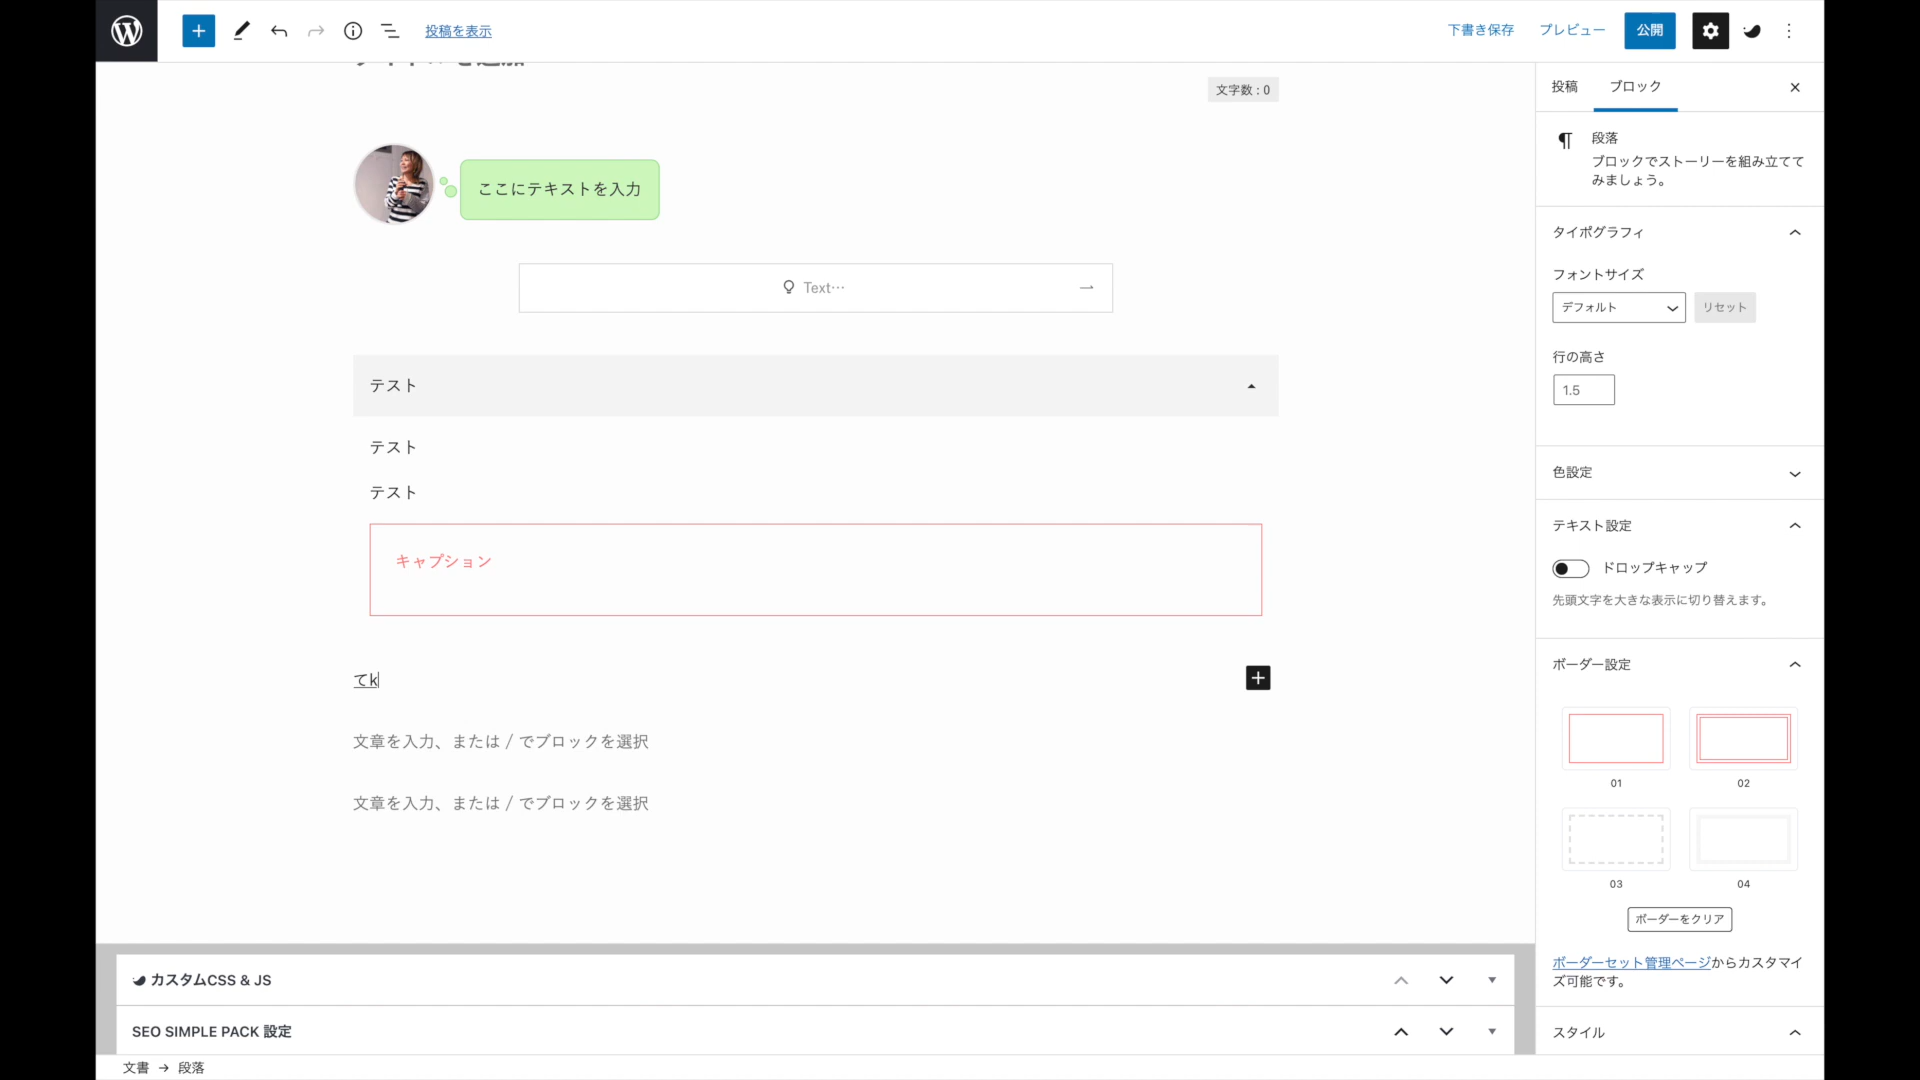 投稿を表示
下書き保存
プレビュー
公開
文字数 : 0
ここにテキストを入力
Text…
テスト
テスト
テスト
キャプション
てk
文章を入力、または / でブロックを選択
文章を入力、または / でブロックを選択
カスタムCSS & JS
SEO SIMPLE PACK 設定
文書 → 段落
投稿
ブロック
段落
ブロックでストーリーを組み立てて
みましょう。
タイポグラフィ
フォントサイズ
デフォルト
リセット
行の高さ
1.5
色設定
テキスト設定
ドロップキャップ
先頭文字を大きな表示に切り替えます。
ボーダー設定
01
02
03
04
ボーダーをクリア
ボーダーセット管理ページからカスタマイ
ズ可能です。
スタイル